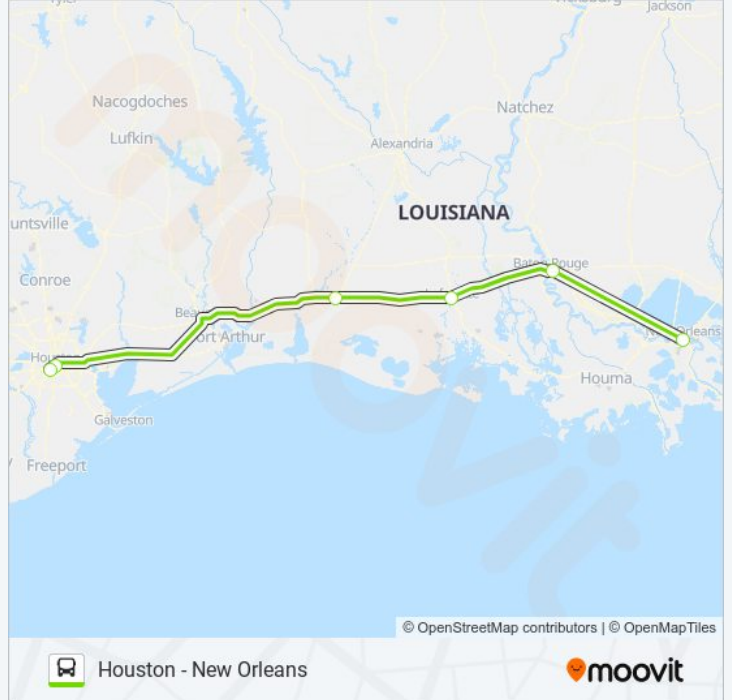 Jackson
Nacogdoches
Natchez
Lufkin
Alexandria
LOUISIANA
untsville
Conroe
Baton Rouge
Port Arthur
Houma
Galveston
Freeport
© OpenStreetMap contributors | © OpenMapTiles
Houston - New Orleans
moovit